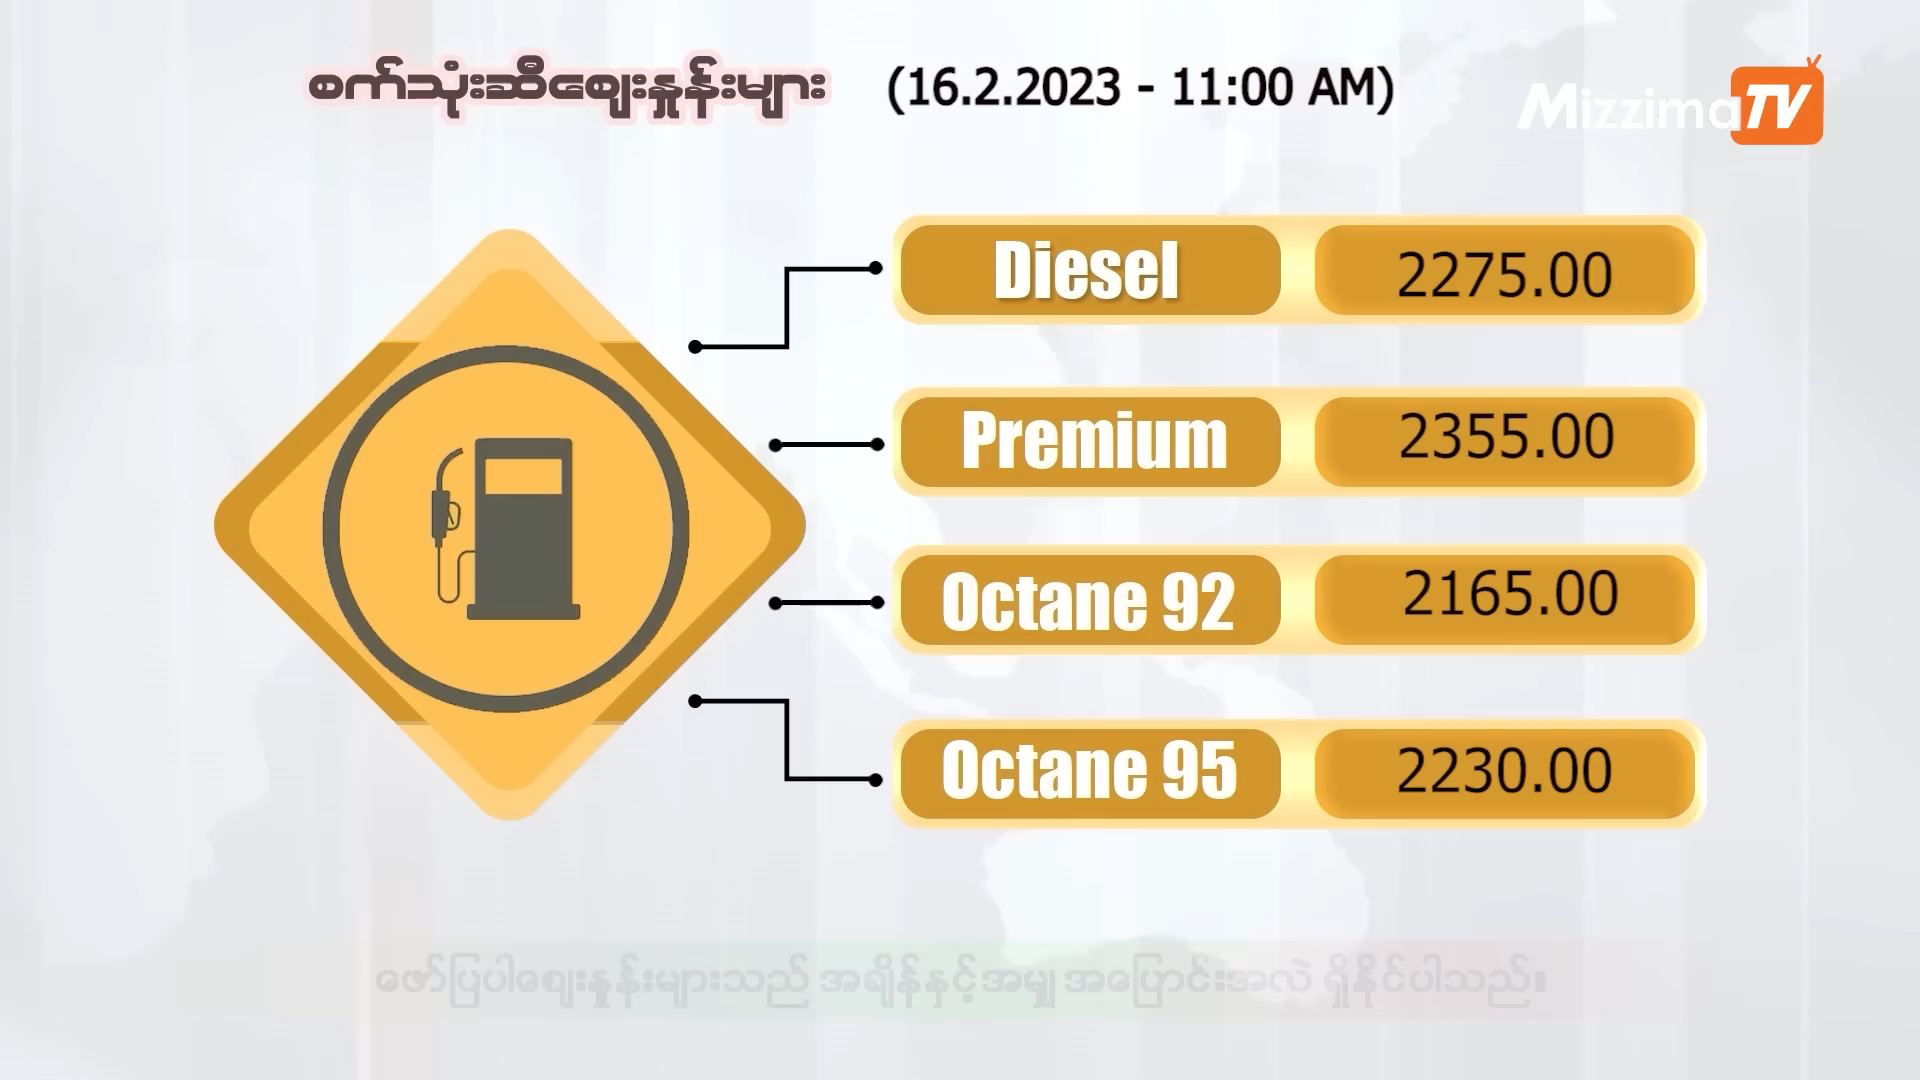 စက်သုံးဆီဈေးနှုန်းများ (16.2.2023 - 11:00 AM)
Mizzima TV
Diesel 2275.00
Premium 2355.00
Octane 92 2165.00
Octane 95 2230.00
ဖော်ပြပါဈေးနှုန်းများသည် အချိန်နှင့်အမျှ အပြောင်းအလဲ ရှိနိုင်ပါသည်။